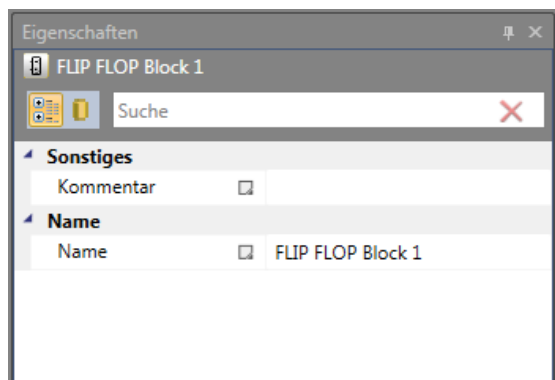 Eigenschaften
FLIP FLOP Block 1
Suche
Sonstiges
Kommentar
Name
Name FLIP FLOP Block 1